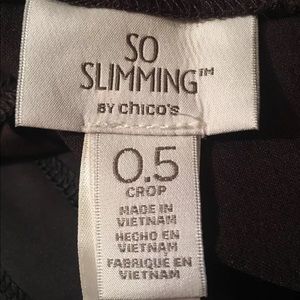 SO
SLIMMING™
BY chico's
0.5
CROP
MADE IN
VIETNAM
HECHO EN
VIETNAM
FABRIQUÉ EN
VIETNAM